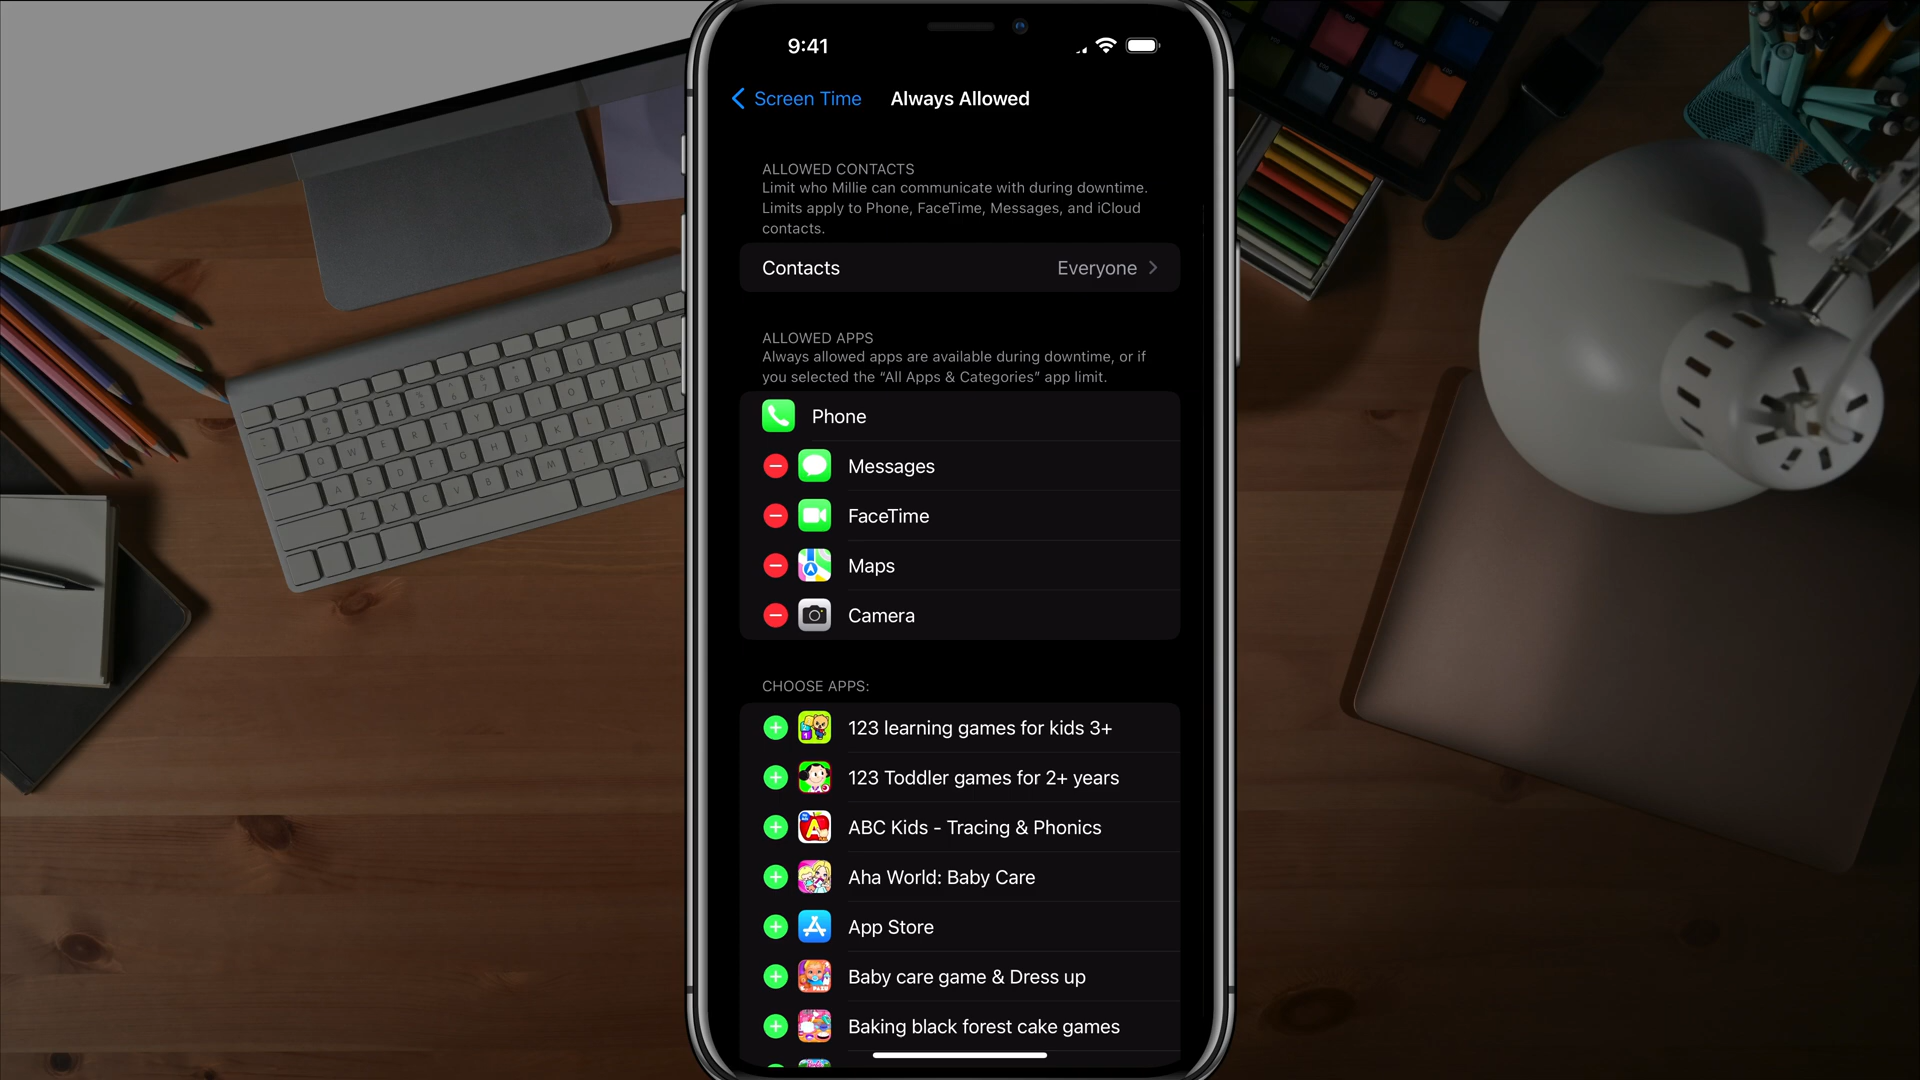 9:41
Screen Time
Always Allowed
ALLOWED CONTACTS
Limit who Millie can communicate with during downtime.
Limits apply to Phone, FaceTime, Messages, and iCloud
contacts.
Contacts
Everyone
ALLOWED APPS
Always allowed apps are available during downtime, or if
you selected the “All Apps & Categories” app limit.
Phone
Messages
FaceTime
Maps
Camera
CHOOSE APPS:
123 learning games for kids 3+
123 Toddler games for 2+ years
ABC Kids - Tracing & Phonics
Aha World: Baby Care
App Store
Baby care game & Dress up
Baking black forest cake games